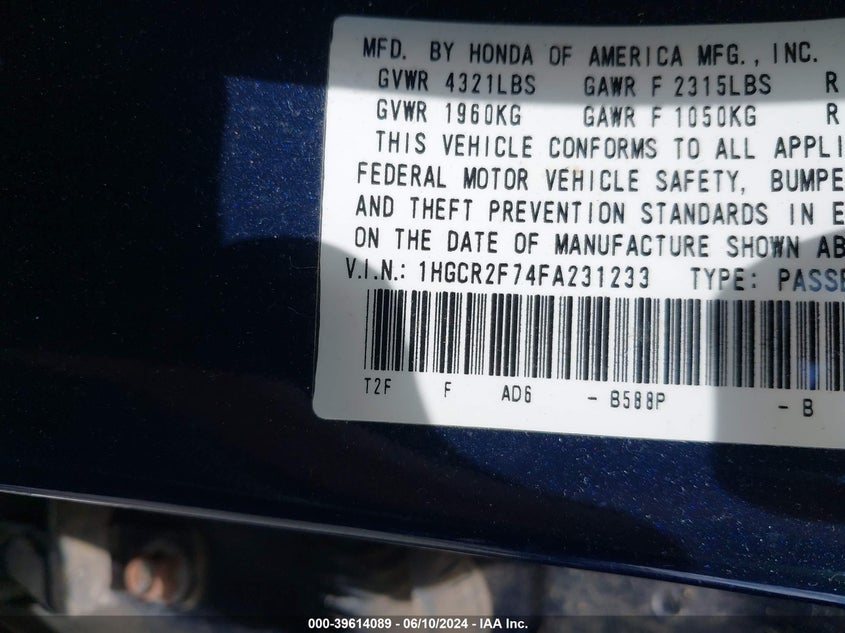 MFD. BY HONDA OF AMERICA MFG., INC.
GVWR 4321LBS GAWR F 2315LBS R
GVWR 1960KG GAWR F 1050KG R
THIS VEHICLE CONFORMS TO ALL APPLI
FEDERAL MOTOR VEHICLE SAFETY, BUMPE
AND THEFT PREVENTION STANDARDS IN E
ON THE DATE OF MANUFACTURE SHOWN AB
V.I.N.: 1HGCR2F74FA231233 TYPE: PASSE
T2F F AD6 - B588P - B
000-39614089 - 06/10/2024 - IAA Inc.